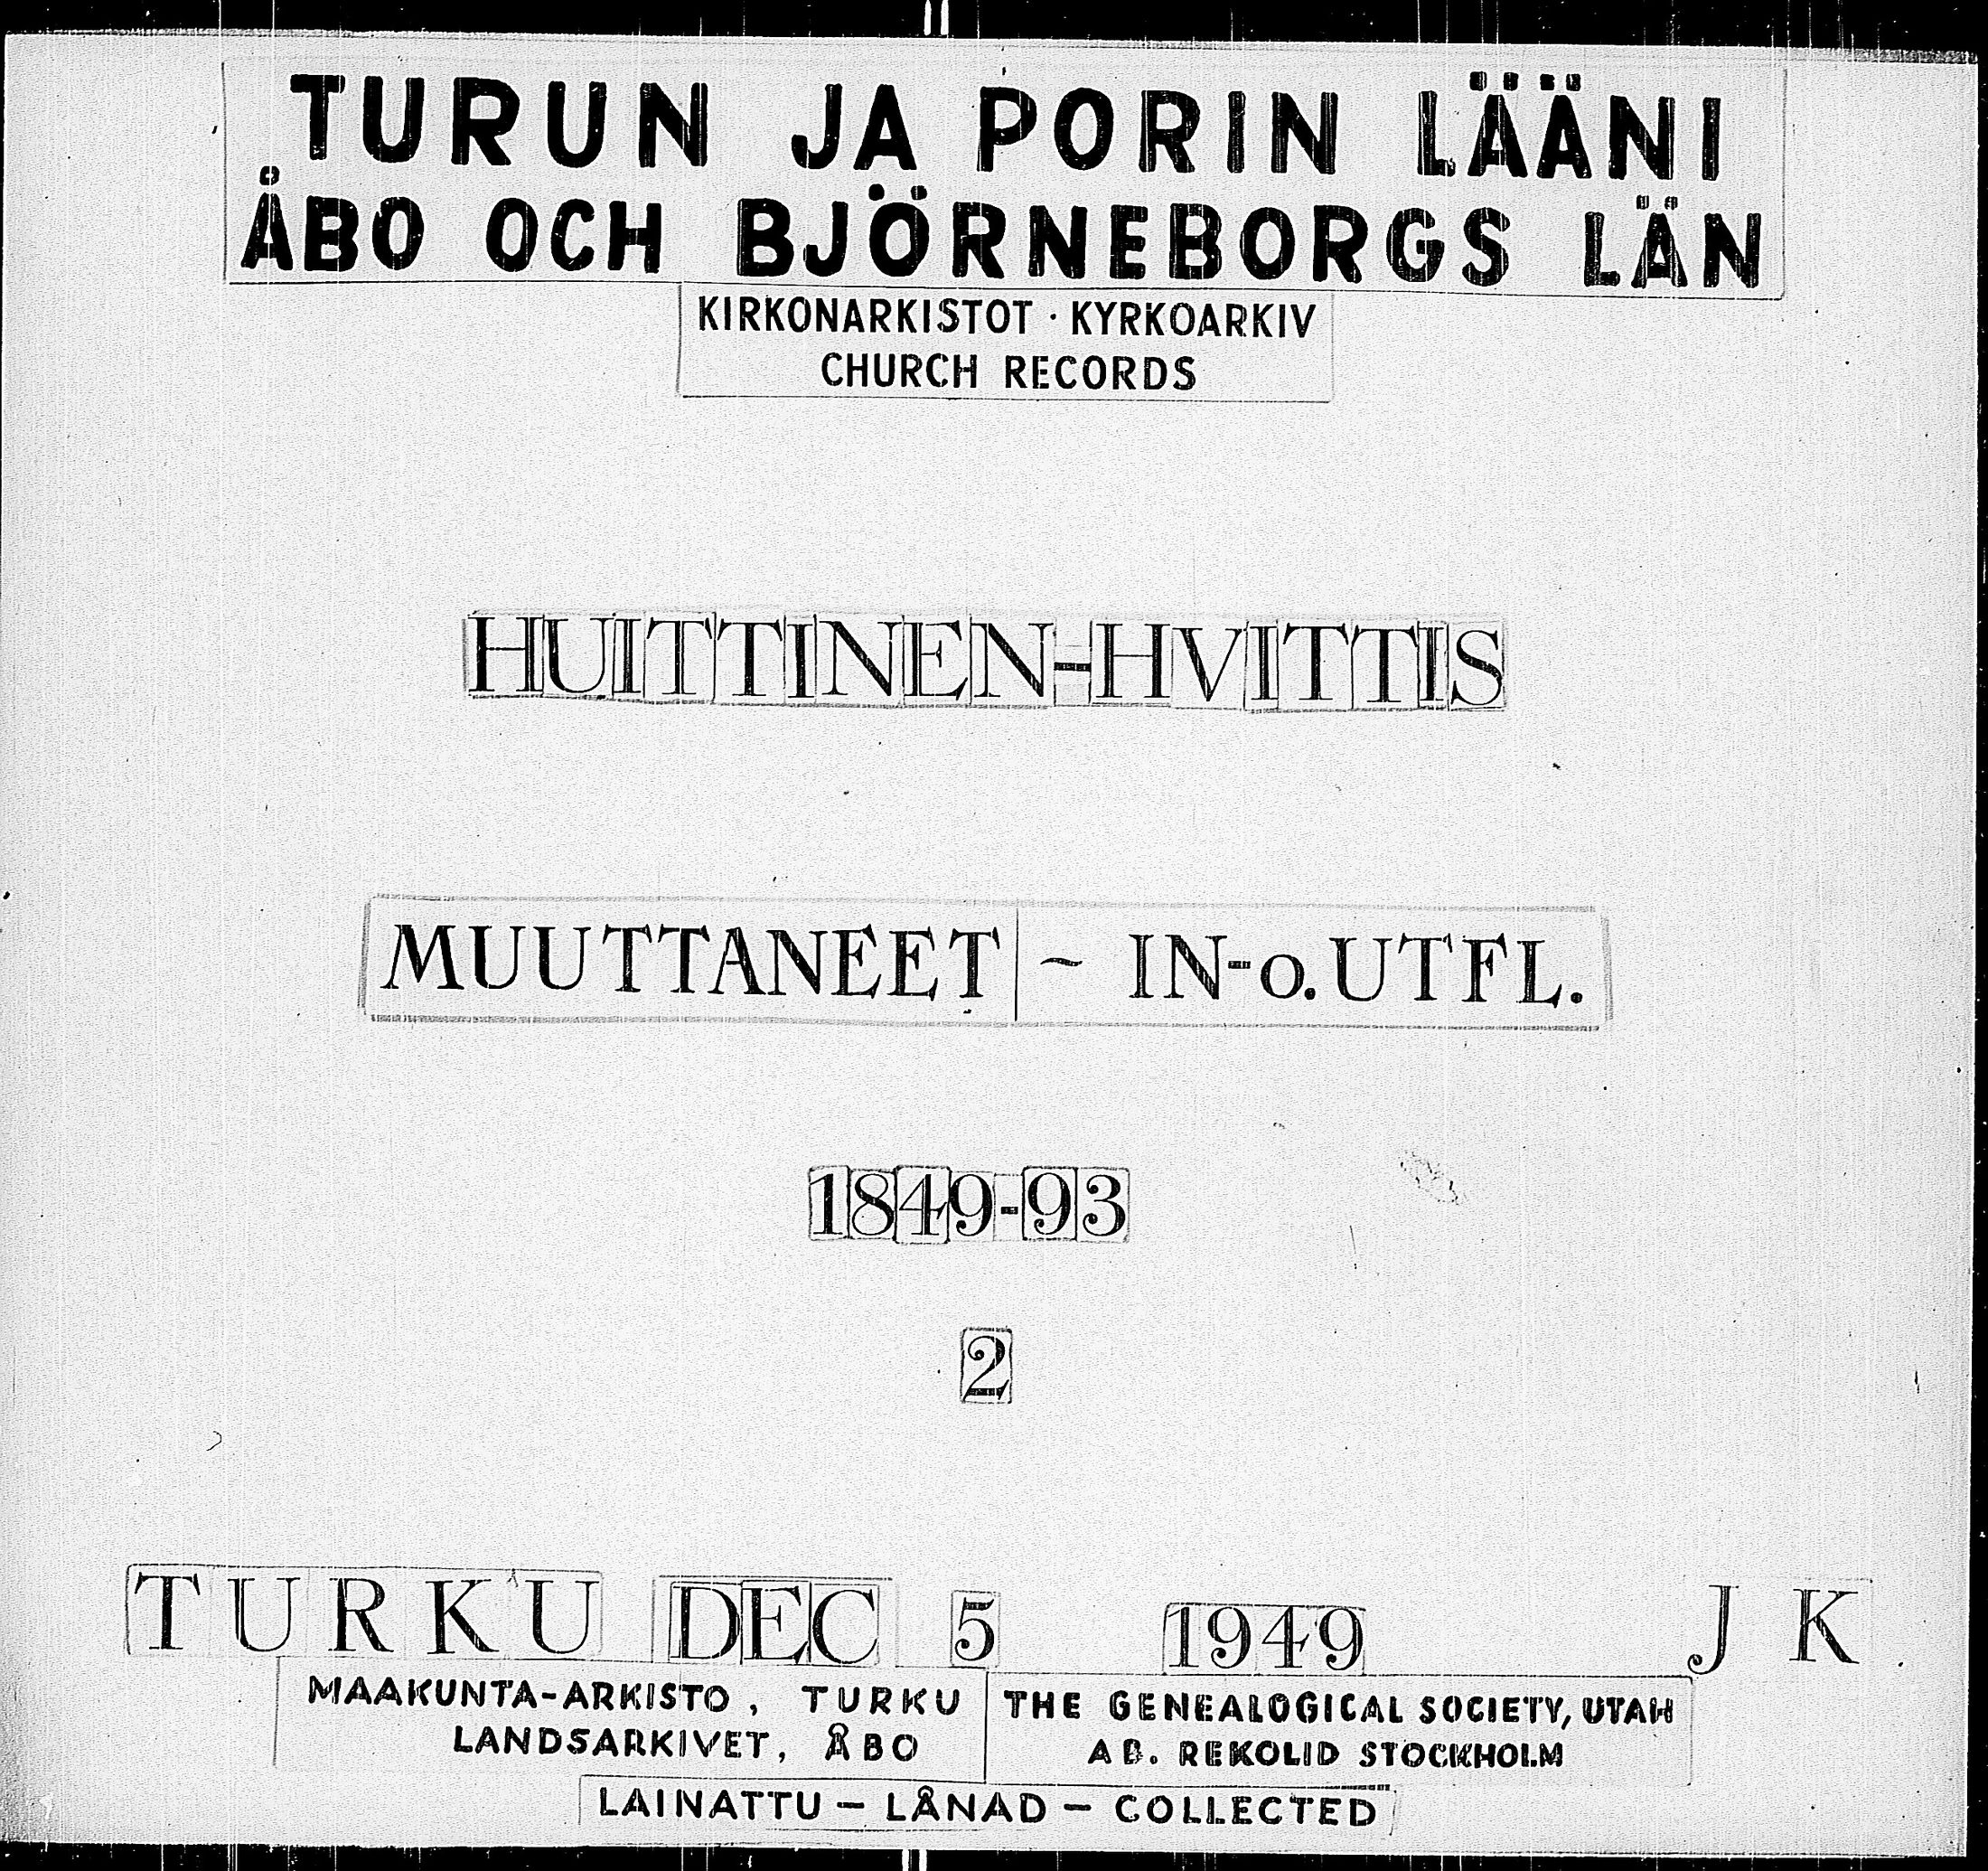 TURUN JA PORIN LÄÄNI
ÅBO OCH BJÖRNEBORGS LÄN
KIRKONARKISTOT · KYRKOARKIV
CHURCH RECORDS
HUITTINEN-HVITTIS
MUUTTANEET ~ IN-o. UTFL.
1849-93
2
TURKU DEC 5 1949 J K
MAAKUNTA-ARKISTO, TURKU
LANDSARKIVET, ÅBO
THE GENEALOGICAL SOCIETY, UTAH
AB. REKOLID STOCKHOLM
LAINATTU - LÅNAD - COLLECTED